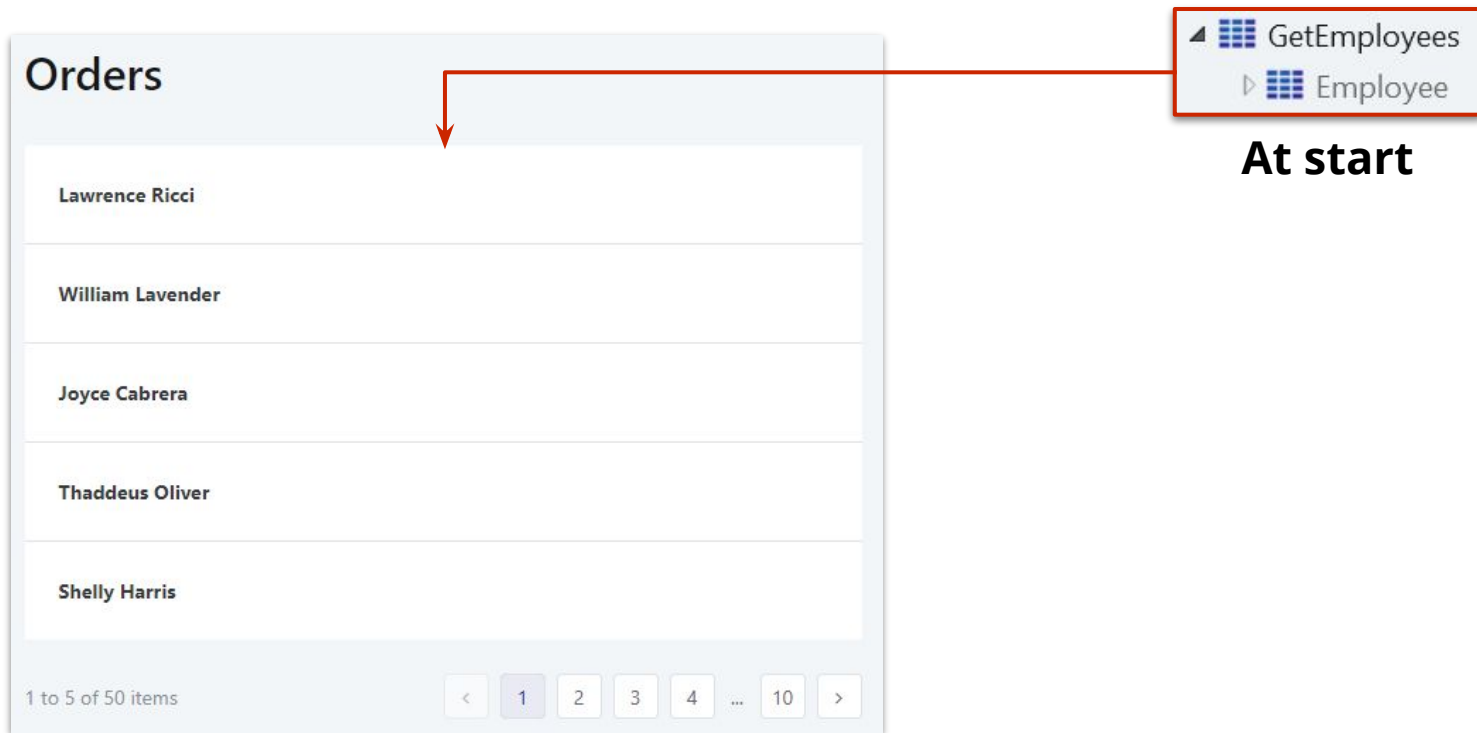 GetEmployees
Employee
At start
Orders
Lawrence Ricci
William Lavender
Joyce Cabrera
Thaddeus Oliver
Shelly Harris
1 to 5 of 50 items < 1 2 3 4 ... 10 >